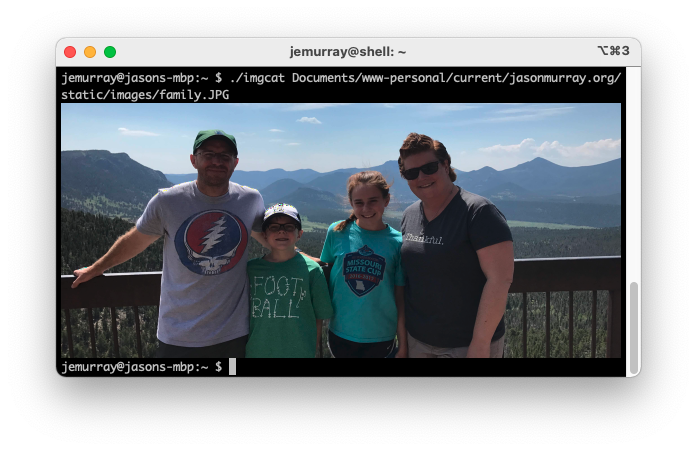 jemurray@shell: ~
⌥⌘3
jemurray@jasons-mbp:~ $ ./imgcat Documents/www-personal/current/jasonmurray.org/
static/images/family.JPG
FOOT
BALL
MISSOURI
STATE CUP
Thankful.
jemurray@jasons-mbp:~ $